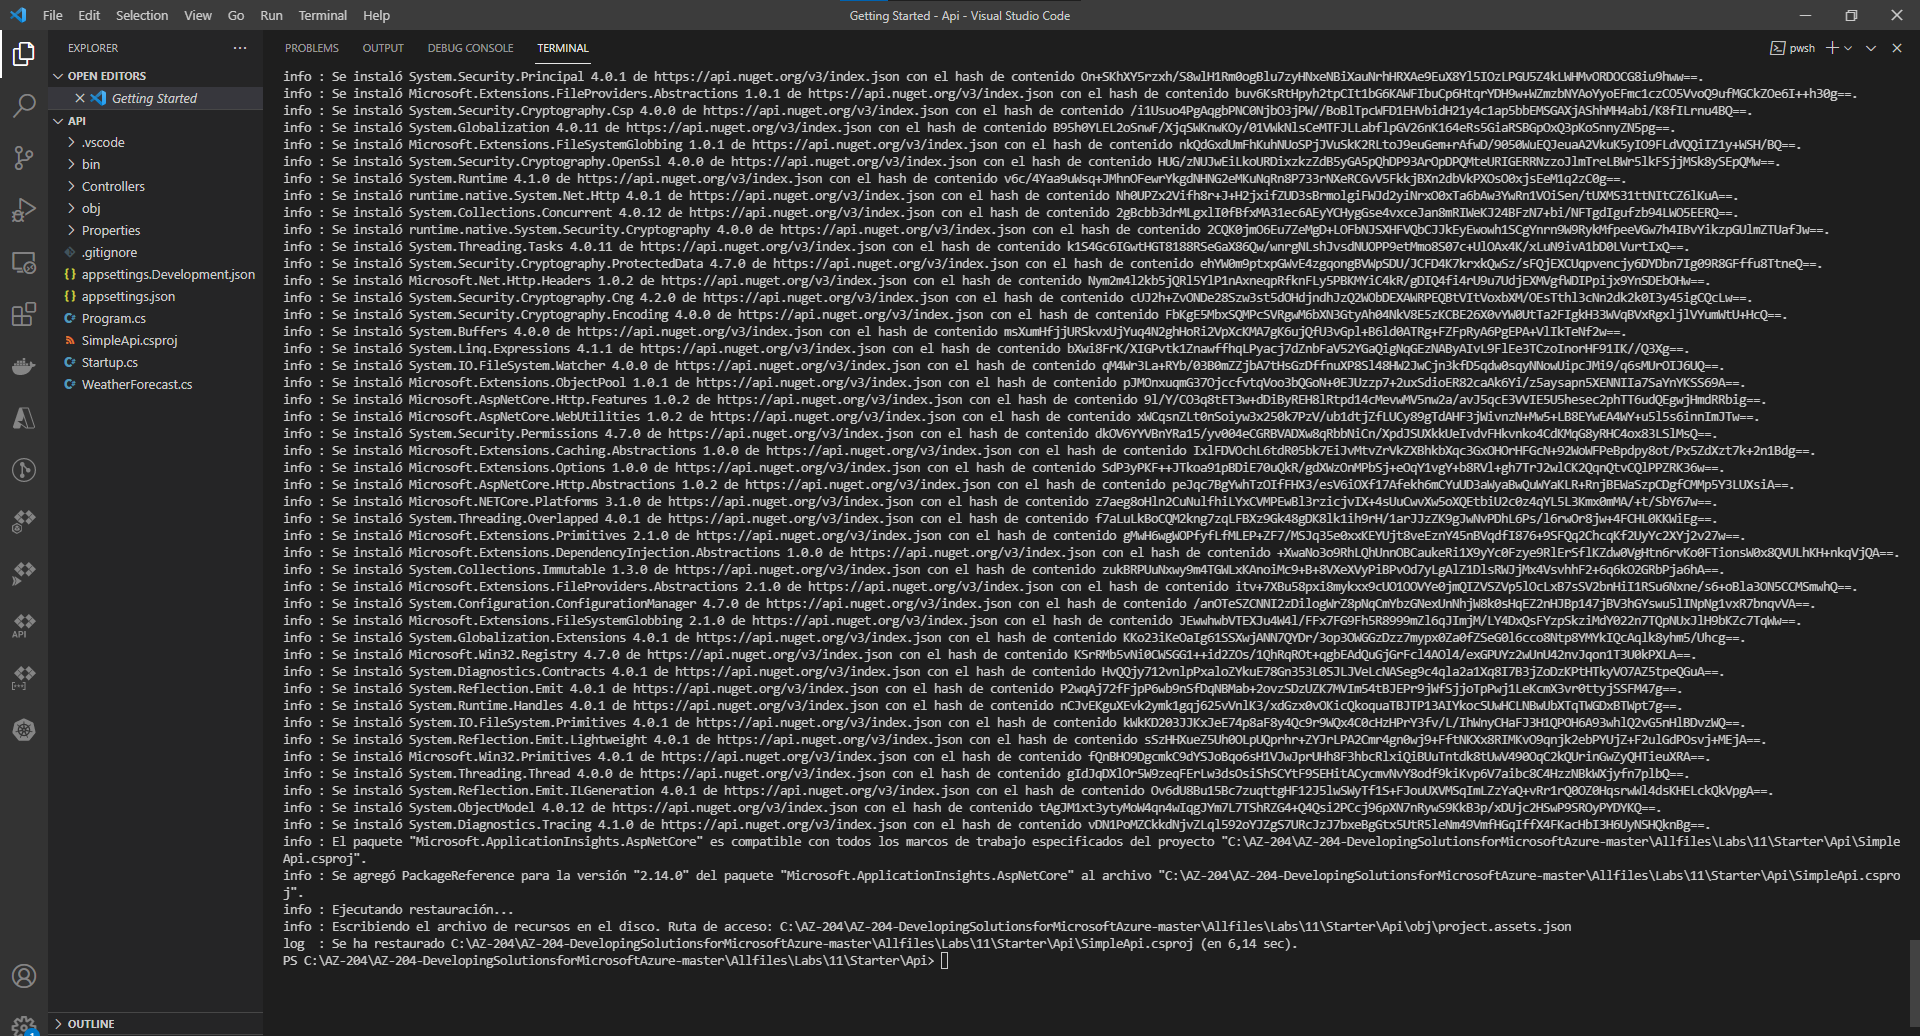 File Edit Selection View Go Run Terminal Help
Getting Started - Api - Visual Studio Code
EXPLORER
OPEN EDITORS
Getting Started
API
.vscode
bin
Controllers
obj
Properties
.gitignore
appsettings.Development.json
appsettings.json
Program.cs
SimpleApi.csproj
Startup.cs
WeatherForecast.cs
OUTLINE
PROBLEMS OUTPUT DEBUG CONSOLE TERMINAL
pwsh
info : Se instaló System.Security.Principal 4.0.1 de https://api.nuget.org/v3/index.json con el hash de contenido
info : Se instaló Microsoft.Extensions.FileProviders.Abstractions 1.0.1 de https://api.nuget.org/v3/index.json con el hash de contenido
info : Se instaló System.Security.Cryptography.Csp 4.0.0 de https://api.nuget.org/v3/index.json con el hash de contenido
info : Se instaló System.Globalization 4.0.11 de https://api.nuget.org/v3/index.json con el hash de contenido
info : Se instaló Microsoft.Extensions.FileSystemGlobbing 1.0.1 de https://api.nuget.org/v3/index.json con el hash de contenido
info : Se instaló System.Security.Cryptography.OpenSsl 4.0.0 de https://api.nuget.org/v3/index.json con el hash de contenido
info : Se instaló System.Runtime 4.1.0 de https://api.nuget.org/v3/index.json con el hash de contenido
info : Se instaló runtime.native.System.Net.Http 4.0.1 de https://api.nuget.org/v3/index.json con el hash de contenido
info : Se instaló System.Collections.Concurrent 4.0.12 de https://api.nuget.org/v3/index.json con el hash de contenido
info : Se instaló runtime.native.System.Security.Cryptography 4.0.0 de https://api.nuget.org/v3/index.json con el hash de contenido
info : Se instaló System.Threading.Tasks 4.0.11 de https://api.nuget.org/v3/index.json con el hash de contenido
info : Se instaló System.Security.Cryptography.ProtectedData 4.7.0 de https://api.nuget.org/v3/index.json con el hash de contenido
info : Se instaló Microsoft.Net.Http.Headers 1.0.2 de https://api.nuget.org/v3/index.json con el hash de contenido
info : Se instaló System.Security.Cryptography.Cng 4.2.0 de https://api.nuget.org/v3/index.json con el hash de contenido
info : Se instaló System.Security.Cryptography.Encoding 4.0.0 de https://api.nuget.org/v3/index.json con el hash de contenido
info : Se instaló System.Buffers 4.0.0 de https://api.nuget.org/v3/index.json con el hash de contenido
info : Se instaló System.Linq.Expressions 4.1.1 de https://api.nuget.org/v3/index.json con el hash de contenido
info : Se instaló System.IO.FileSystem.Watcher 4.0.0 de https://api.nuget.org/v3/index.json con el hash de contenido
info : Se instaló Microsoft.Extensions.ObjectPool 1.0.1 de https://api.nuget.org/v3/index.json con el hash de contenido
info : Se instaló Microsoft.AspNetCore.Http.Features 1.0.2 de https://api.nuget.org/v3/index.json con el hash de contenido
info : Se instaló Microsoft.AspNetCore.WebUtilities 1.0.2 de https://api.nuget.org/v3/index.json con el hash de contenido
info : Se instaló System.Security.Permissions 4.7.0 de https://api.nuget.org/v3/index.json con el hash de contenido
info : Se instaló Microsoft.Extensions.Caching.Abstractions 1.0.0 de https://api.nuget.org/v3/index.json con el hash de contenido
info : Se instaló Microsoft.Extensions.Options 1.0.0 de https://api.nuget.org/v3/index.json con el hash de contenido
info : Se instaló Microsoft.AspNetCore.Http.Abstractions 1.0.2 de https://api.nuget.org/v3/index.json con el hash de contenido
info : Se instaló Microsoft.NETCore.Platforms 3.1.0 de https://api.nuget.org/v3/index.json con el hash de contenido
info : Se instaló System.Threading.Overlapped 4.0.1 de https://api.nuget.org/v3/index.json con el hash de contenido
info : Se instaló Microsoft.Extensions.Primitives 2.1.0 de https://api.nuget.org/v3/index.json con el hash de contenido
info : Se instaló Microsoft.Extensions.DependencyInjection.Abstractions 1.0.0 de https://api.nuget.org/v3/index.json con el hash de contenido
info : Se instaló System.Collections.Immutable 1.3.0 de https://api.nuget.org/v3/index.json con el hash de contenido
info : Se instaló Microsoft.Extensions.FileProviders.Abstractions 2.1.0 de https://api.nuget.org/v3/index.json con el hash de contenido
info : Se instaló System.Configuration.ConfigurationManager 4.7.0 de https://api.nuget.org/v3/index.json con el hash de contenido
info : Se instaló Microsoft.Extensions.FileSystemGlobbing 2.1.0 de https://api.nuget.org/v3/index.json con el hash de contenido
info : Se instaló System.Globalization.Extensions 4.0.1 de https://api.nuget.org/v3/index.json con el hash de contenido
info : Se instaló Microsoft.Win32.Registry 4.7.0 de https://api.nuget.org/v3/index.json con el hash de contenido
info : Se instaló System.Diagnostics.Contracts 4.0.1 de https://api.nuget.org/v3/index.json con el hash de contenido
info : Se instaló System.Reflection.Emit 4.0.1 de https://api.nuget.org/v3/index.json con el hash de contenido
info : Se instaló System.Runtime.Handles 4.0.1 de https://api.nuget.org/v3/index.json con el hash de contenido
info : Se instaló System.IO.FileSystem.Primitives 4.0.1 de https://api.nuget.org/v3/index.json con el hash de contenido
info : Se instaló System.Reflection.Emit.Lightweight 4.0.1 de https://api.nuget.org/v3/index.json con el hash de contenido
info : Se instaló Microsoft.Win32.Primitives 4.0.1 de https://api.nuget.org/v3/index.json con el hash de contenido
info : Se instaló System.Threading.Thread 4.0.0 de https://api.nuget.org/v3/index.json con el hash de contenido
info : Se instaló System.Reflection.Emit.ILGeneration 4.0.1 de https://api.nuget.org/v3/index.json con el hash de contenido
info : Se instaló System.ObjectModel 4.0.12 de https://api.nuget.org/v3/index.json con el hash de contenido
info : Se instaló System.Diagnostics.Tracing 4.1.0 de https://api.nuget.org/v3/index.json con el hash de contenido
info : El paquete "Microsoft.ApplicationInsights.AspNetCore" es compatible con todos los marcos de trabajo especificados del proyecto "C:\AZ-204\AZ-204-DevelopingSolutionsforMicrosoftAzure-master\Allfiles\Labs\11\Starter\Api\Simple
Api.csproj".
info : Se agregó PackageReference para la versión "2.14.0" del paquete "Microsoft.ApplicationInsights.AspNetCore" al archivo "C:\AZ-204\AZ-204-DevelopingSolutionsforMicrosoftAzure-master\Allfiles\Labs\11\Starter\Api\SimpleApi.cspro
j".
info : Ejecutando restauración...
info : Escribiendo el archivo de recursos en el disco. Ruta de acceso: C:\AZ-204\AZ-204-DevelopingSolutionsforMicrosoftAzure-master\Allfiles\Labs\11\Starter\Api\obj\project.assets.json
log : Se ha restaurado C:\AZ-204\AZ-204-DevelopingSolutionsforMicrosoftAzure-master\Allfiles\Labs\11\Starter\Api\SimpleApi.csproj (en 6,14 sec).
PS C:\AZ-204\AZ-204-DevelopingSolutionsforMicrosoftAzure-master\Allfiles\Labs\11\Starter\Api>